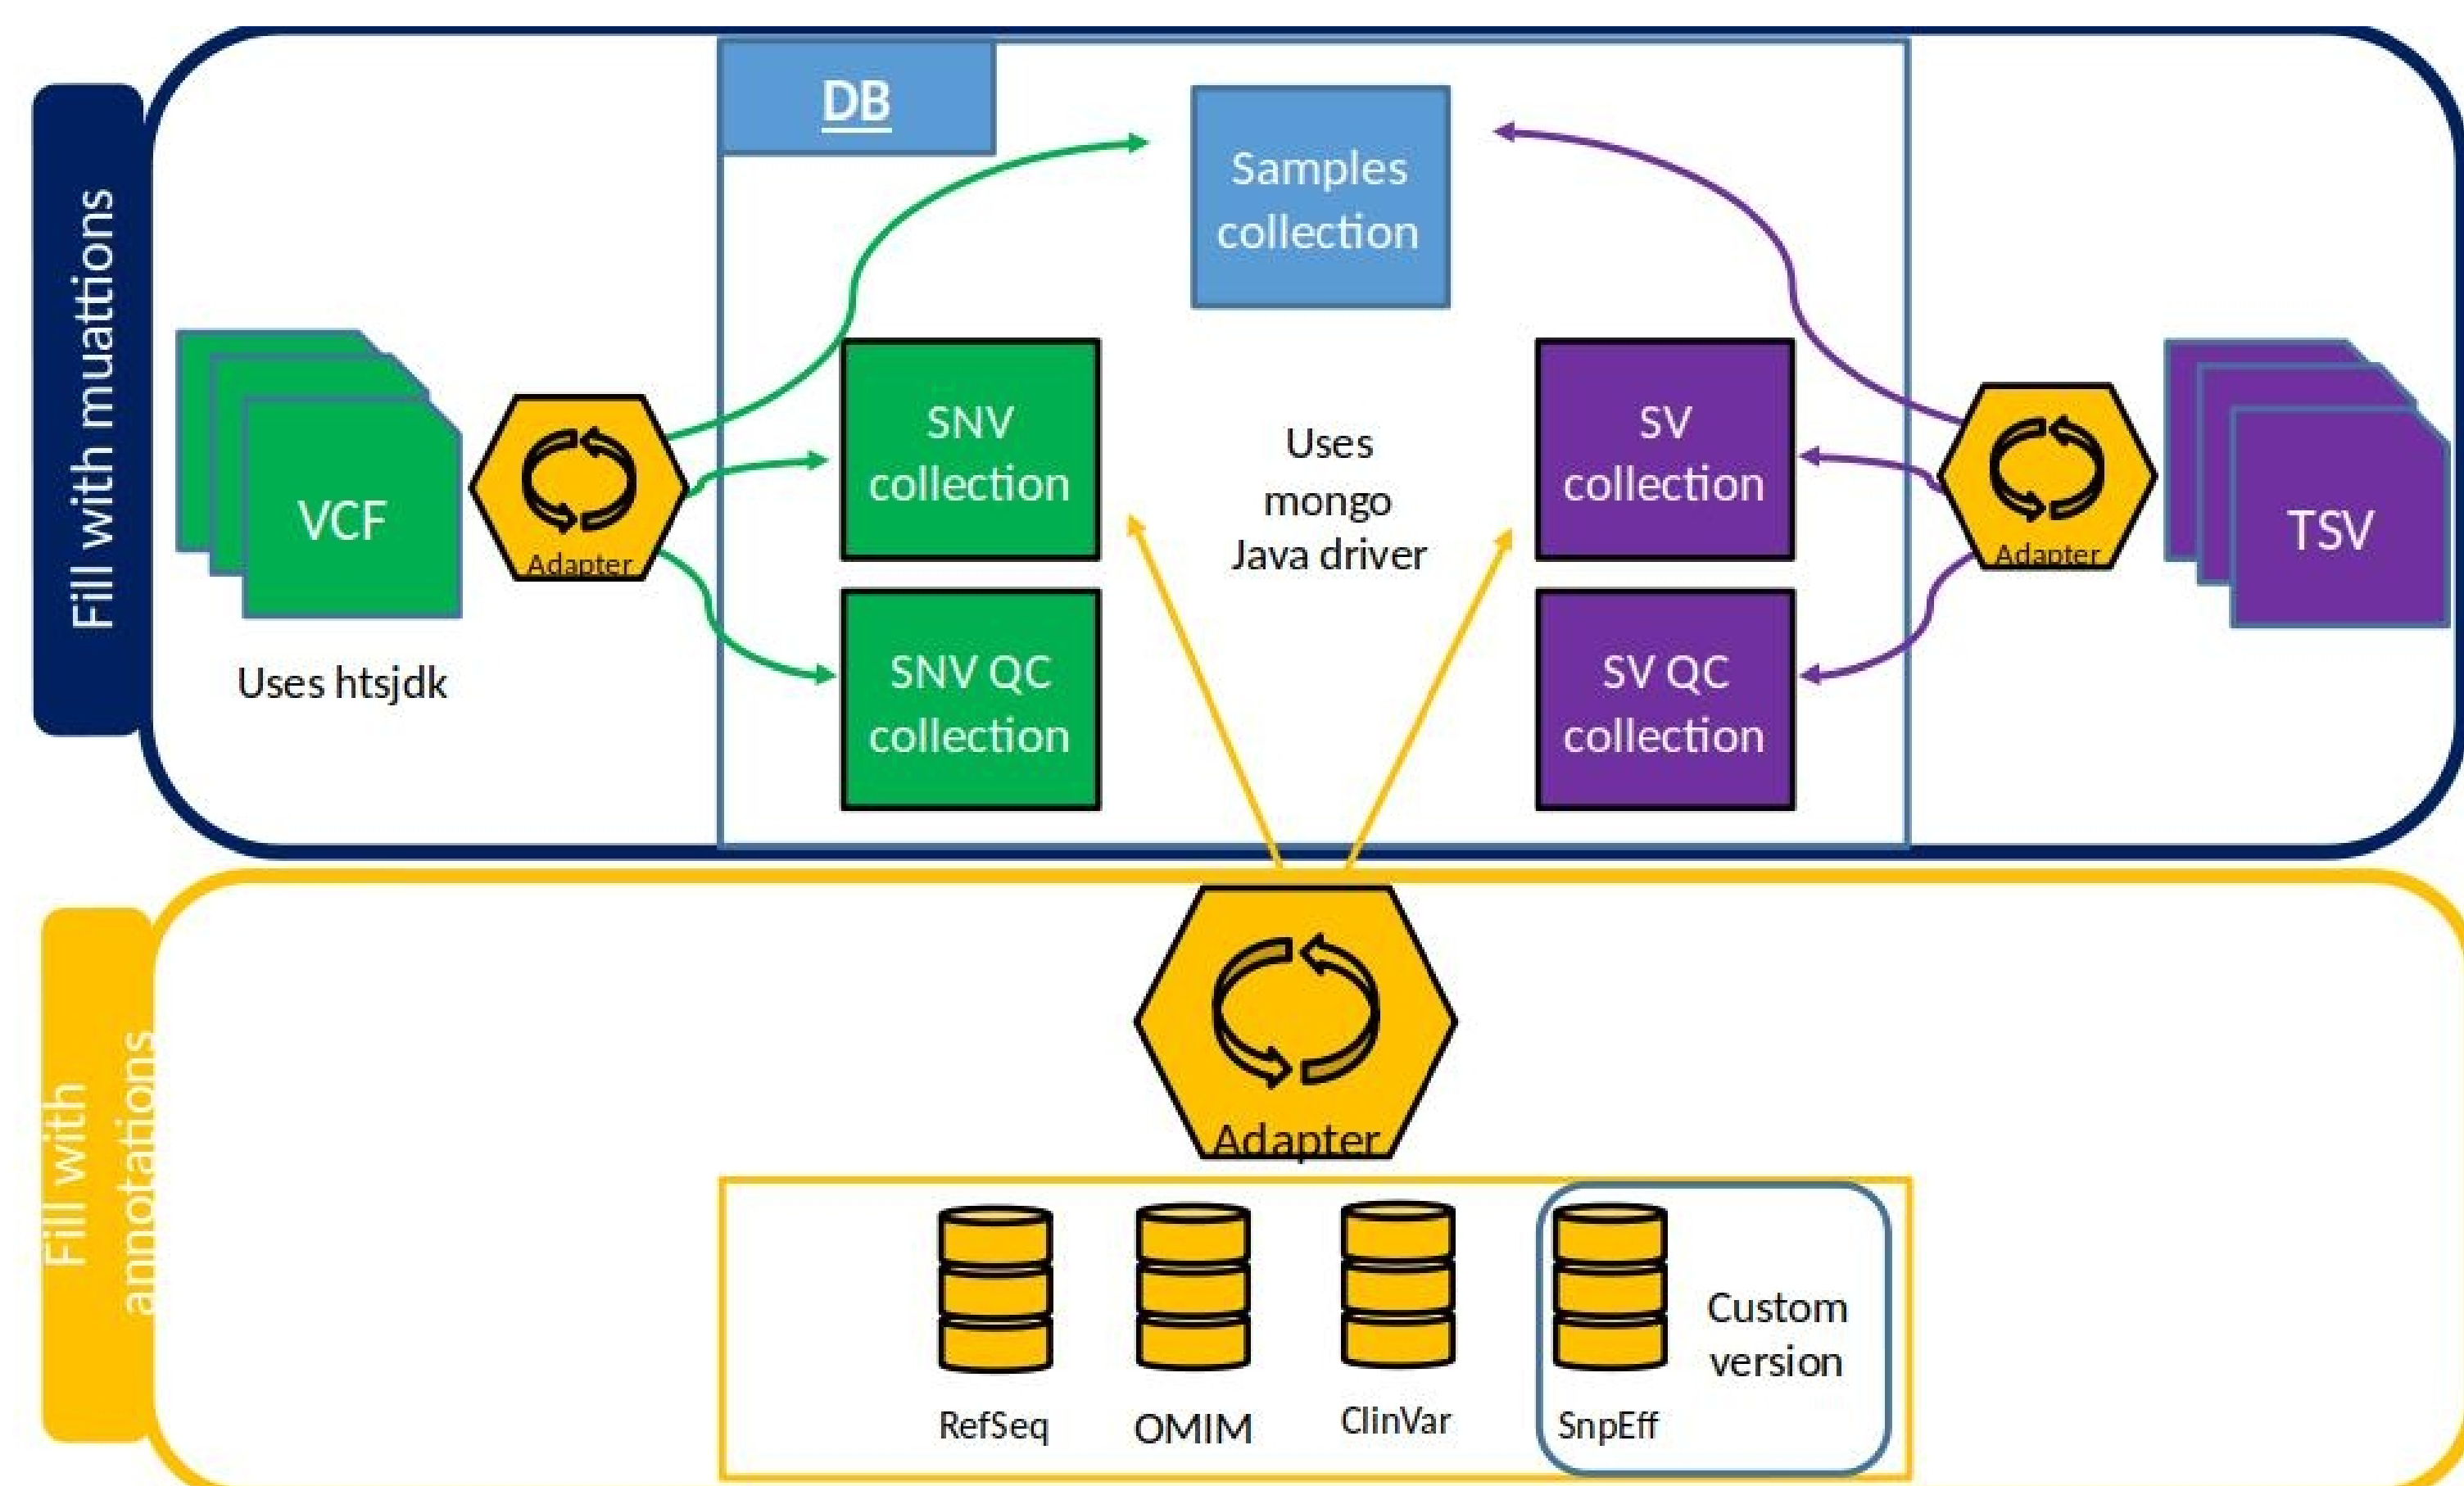 Fill with muations
DB
Samples
collection
VCF
Adapter
Uses htsjdk
SNV
collection
SNV QC
collection
Uses
mongo
Java driver
SV
collection
SV QC
collection
Adapter
TSV
Fill with
annotations
Adapter
RefSeq
OMIM
ClinVar
SnpEff
Custom
version